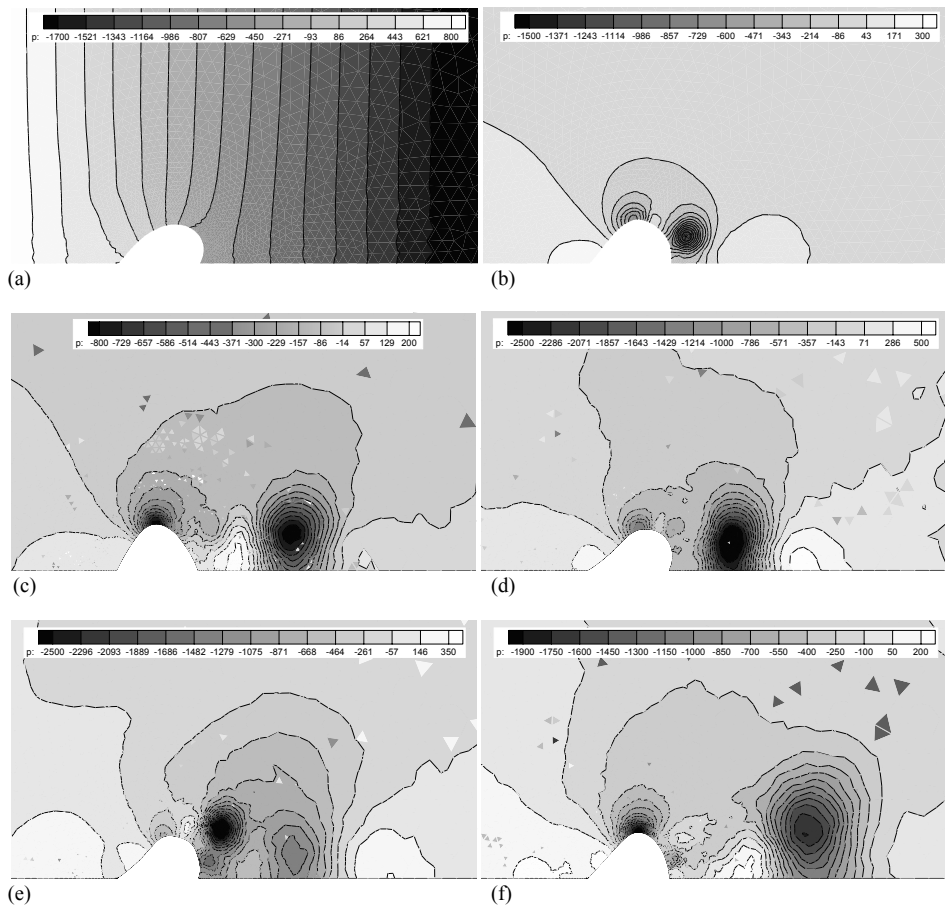 p: -1700 -1521 -1343 -1164 -986 -807 -629 -450 -271 -93 86 264 443 621 800
p: -1500 -1371 -1243 -1114 -986 -857 -729 -600 -471 -343 -214 -86 43 171 300
(a)
(b)
p: -800 -729 -657 -586 -514 -443 -371 -300 -229 -157 -86 -14 57 129 200
p: -2500 -2286 -2071 -1857 -1643 -1429 -1214 -1000 -786 -571 -357 -143 71 286 500
(c)
(d)
p: -2500 -2296 -2093 -1889 -1686 -1482 -1279 -1075 -871 -668 -464 -261 -57 146 350
p: -1900 -1750 -1600 -1450 -1300 -1150 -1000 -850 -700 -550 -400 -250 -100 50 200
(e)
(f)